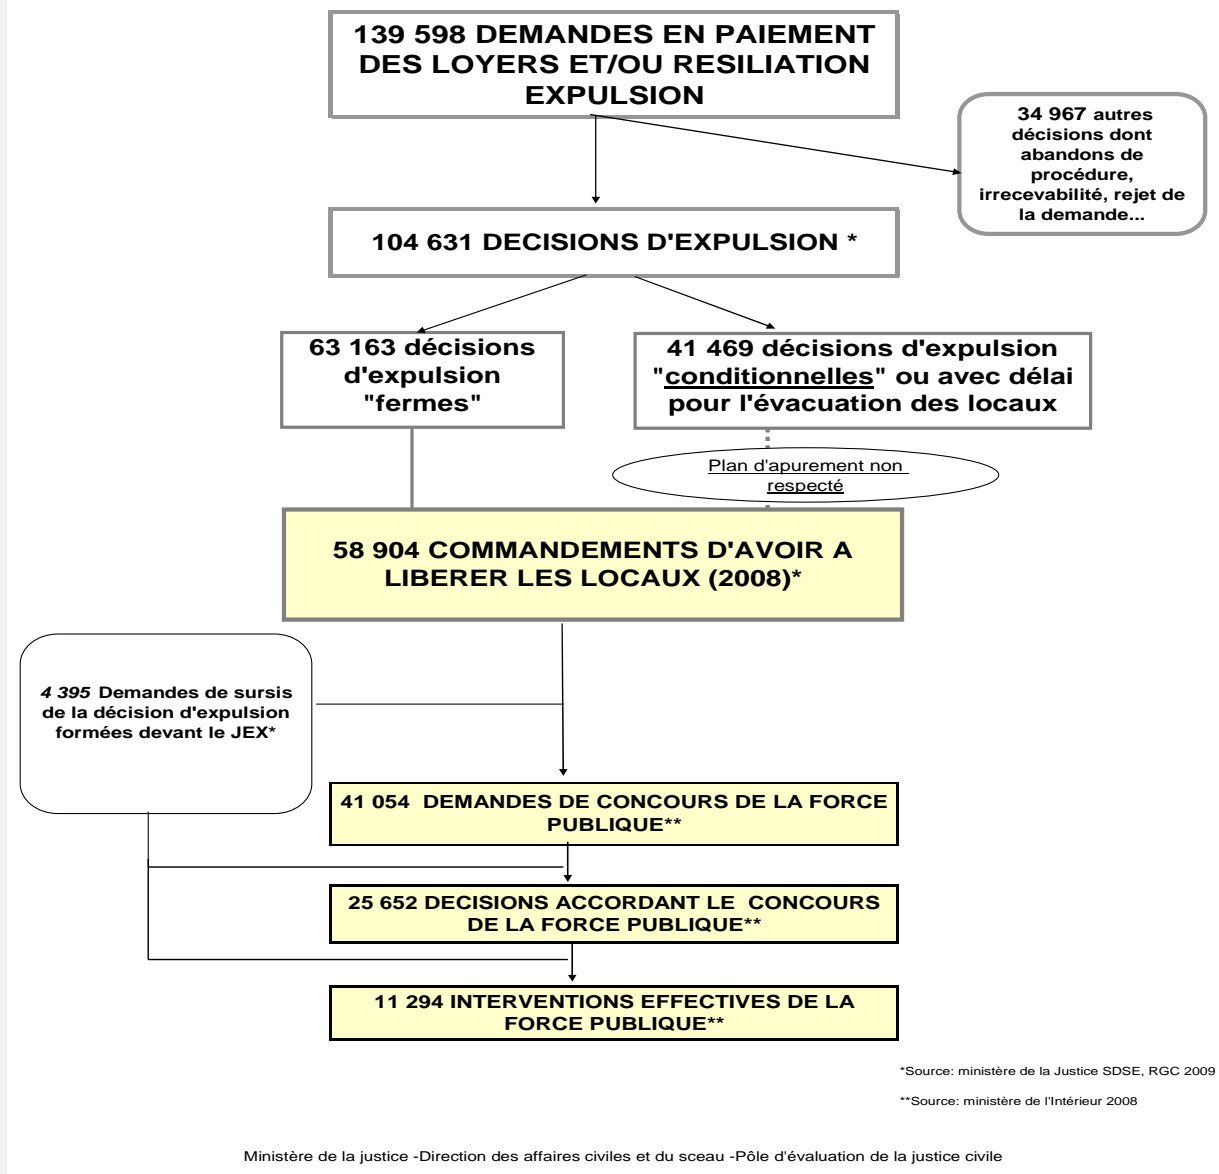 139 598 DEMANDES EN PAIEMENT
DES LOYERS ET/OU RESILIATION
EXPULSION
34 967 autres
décisions dont
abandons de
procédure,
irrecevabilité, rejet de
la demande...
104 631 DECISIONS D'EXPULSION *
63 163 décisions
d'expulsion
"fermes"
41 469 décisions d'expulsion
"conditionnelles" ou avec délai
pour l'évacuation des locaux
Plan d'apurement non
respecté
58 904 COMMANDEMENTS D'AVOIR A
LIBERER LES LOCAUX (2008)*
4 395 Demandes de sursis
de la décision d'expulsion
formées devant le JEX*
41 054 DEMANDES DE CONCOURS DE LA FORCE
PUBLIQUE**
25 652 DECISIONS ACCORDANT LE CONCOURS
DE LA FORCE PUBLIQUE**
11 294 INTERVENTIONS EFFECTIVES DE LA
FORCE PUBLIQUE**
*Source: ministère de la Justice SDSE, RGC 2009
**Source: ministère de l'Intérieur 2008
Ministère de la justice -Direction des affaires civiles et du sceau -Pôle d'évaluation de la justice civile